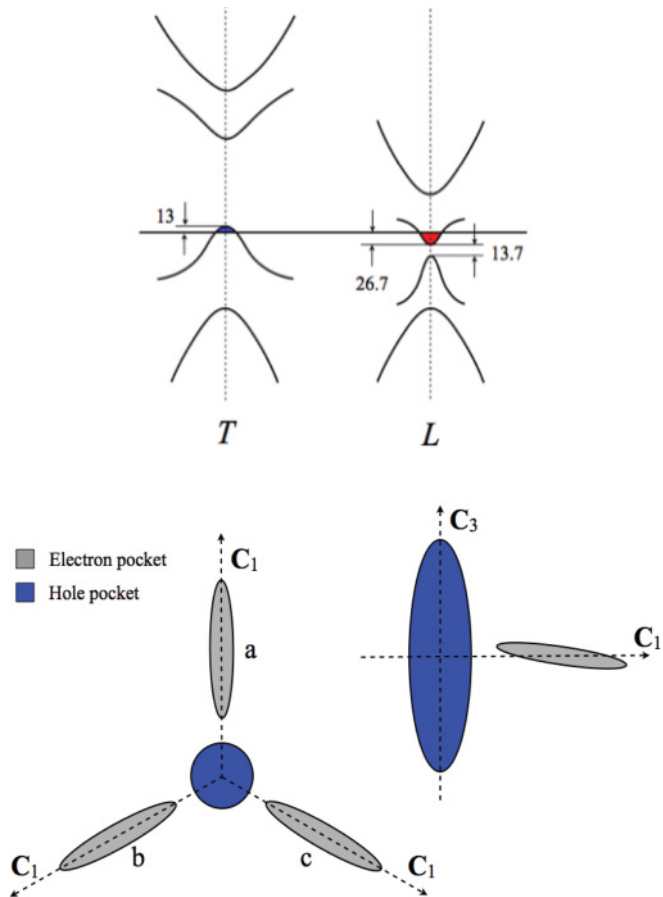 13
13.7
26.7
T
L
C3
Electron pocket
C1
Hole pocket
a
C1
b
c
C1
C1